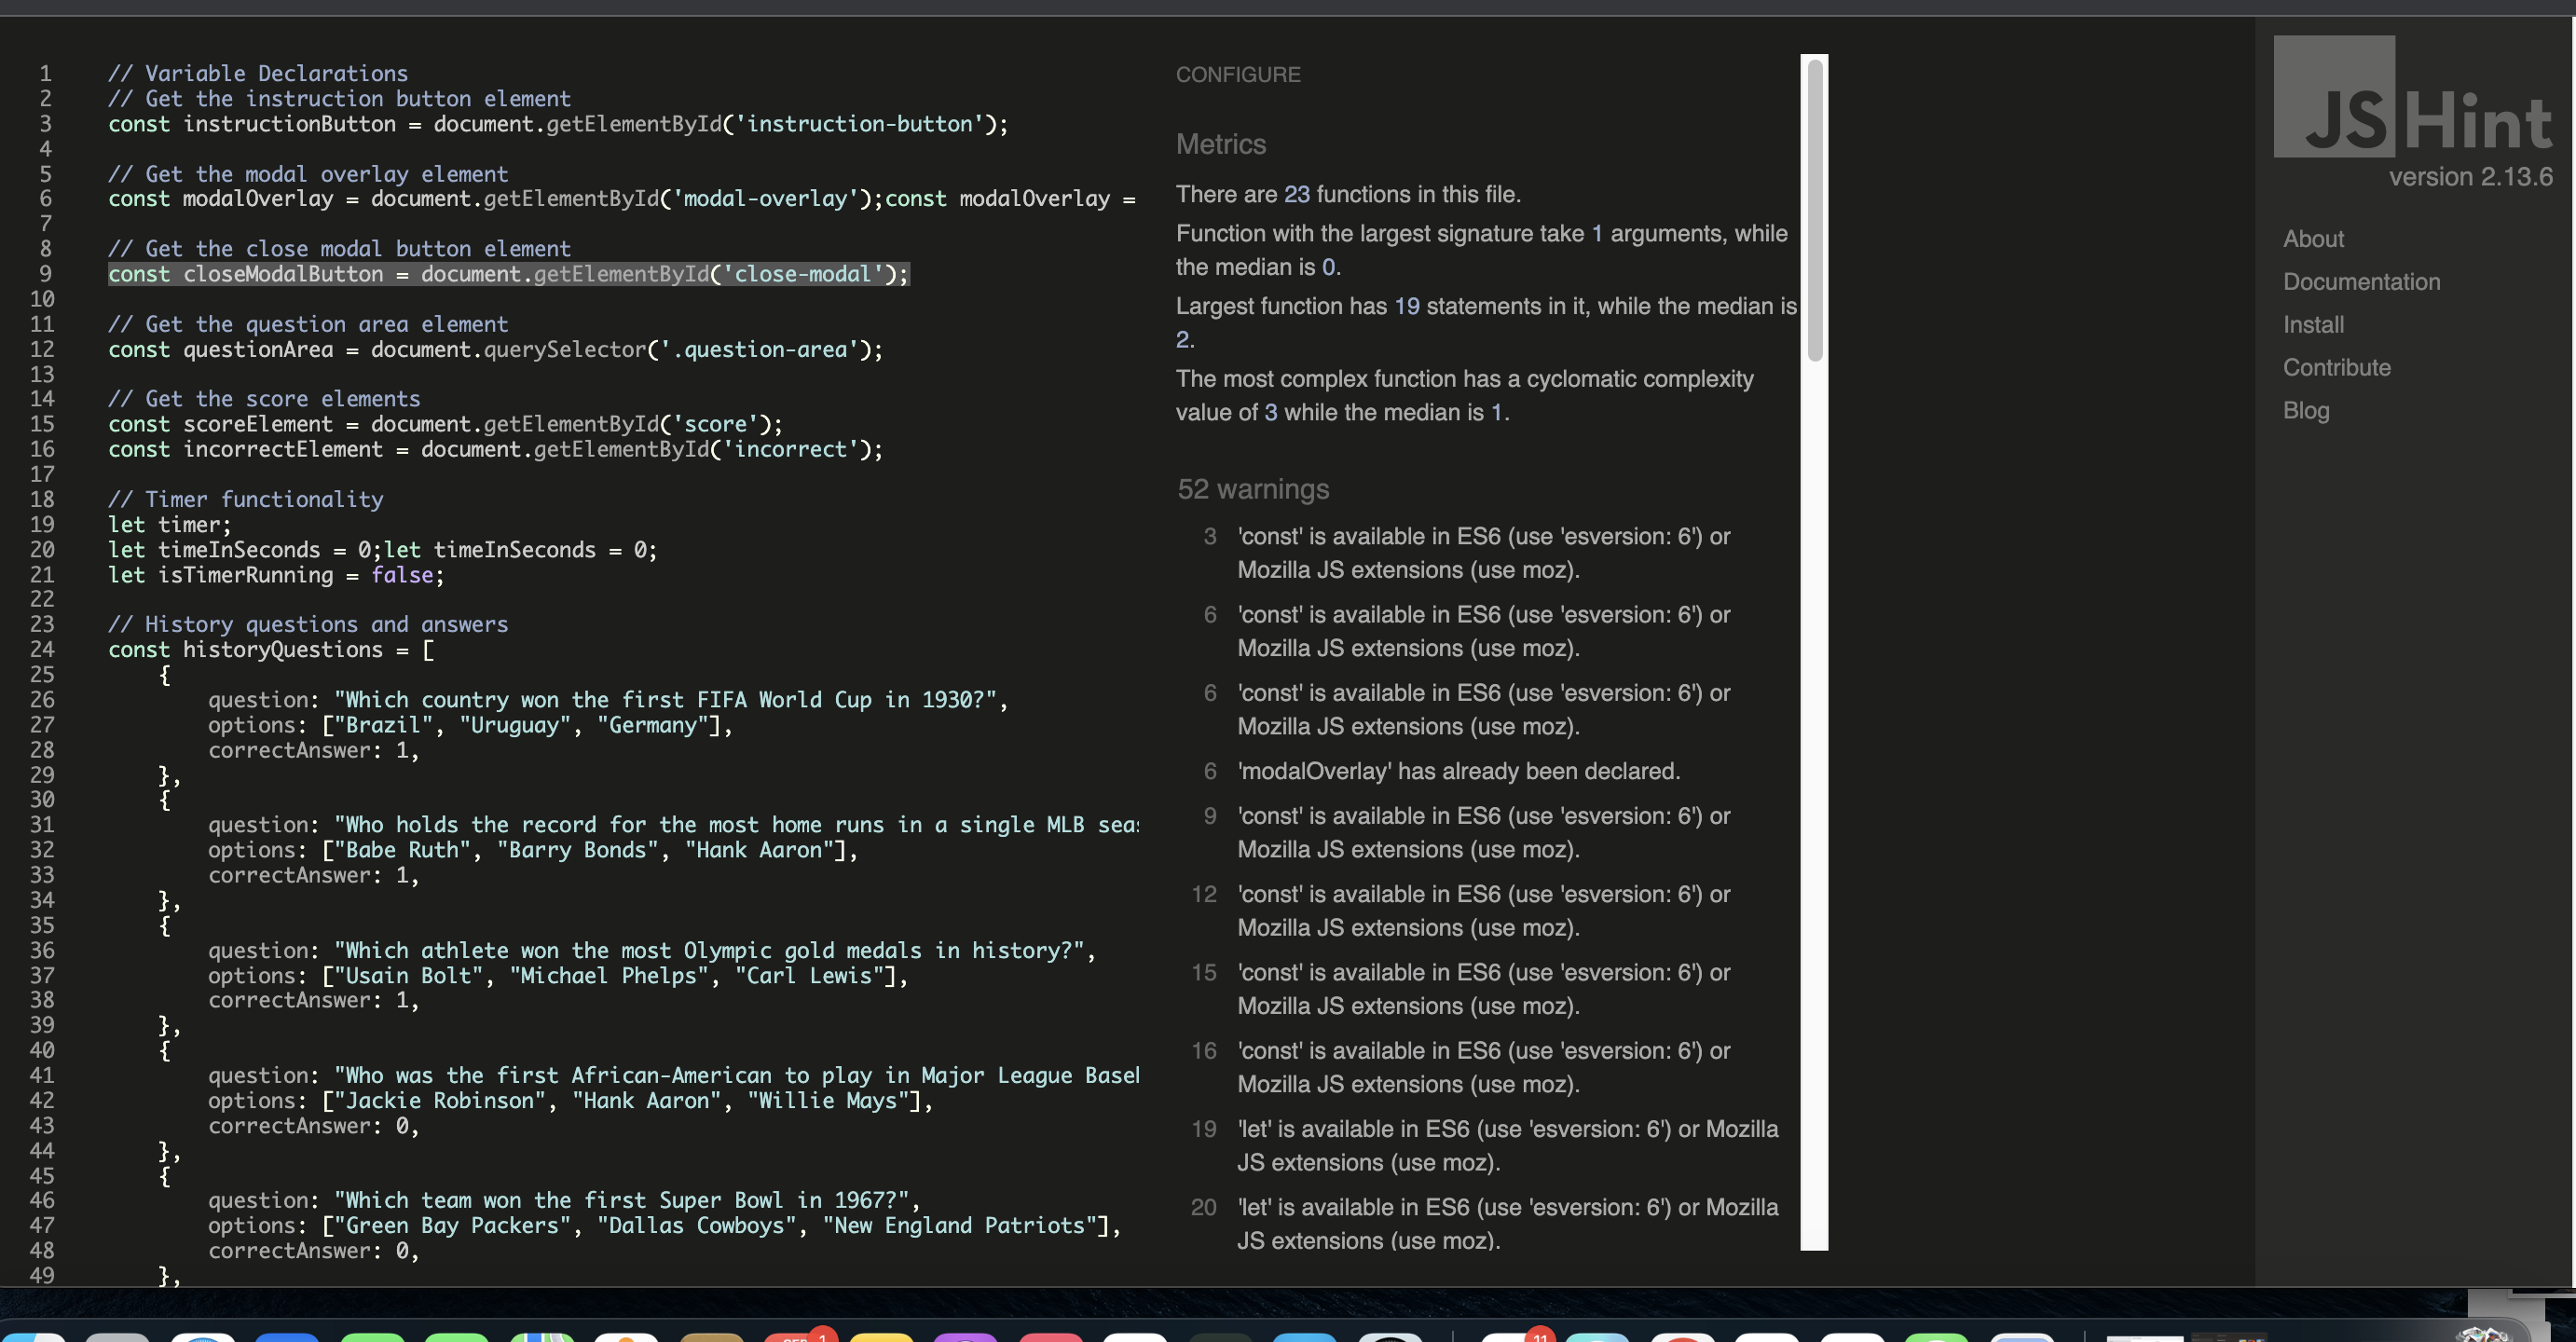 1 // Variable Declarations
2 // Get the instruction button element
3 const instructionButton = document.getElementById('instruction-button');
4
5 // Get the modal overlay element
6 const modalOverlay = document.getElementById('modal-overlay');const modalOverlay =
7
8 // Get the close modal button element
9 const closeModalButton = document.getElementById('close-modal');
10
11 // Get the question area element
12 const questionArea = document.querySelector('.question-area');
13
14 // Get the score elements
15 const scoreElement = document.getElementById('score');
16 const incorrectElement = document.getElementById('incorrect');
17
18 // Timer functionality
19 let timer;
20 let timeInSeconds = 0;let timeInSeconds = 0;
21 let isTimerRunning = false;
22
23 // History questions and answers
24 const historyQuestions = [
25 {
26 question: "Which country won the first FIFA World Cup in 1930?",
27 options: ["Brazil", "Uruguay", "Germany"],
28 correctAnswer: 1,
29 },
30 {
31 question: "Who holds the record for the most home runs in a single MLB
32 options: ["Babe Ruth", "Barry Bonds", "Hank Aaron"],
33 correctAnswer: 1,
34 },
35 {
36 question: "Which athlete won the most Olympic gold medals in history?",
37 options: ["Usain Bolt", "Michael Phelps", "Carl Lewis"],
38 correctAnswer: 1,
39 },
40 {
41 question: "Who was the first African-American to play in Major League
42 options: ["Jackie Robinson", "Hank Aaron", "Willie Mays"],
43 correctAnswer: 0,
44 },
45 {
46 question: "Which team won the first Super Bowl in 1967?",
47 options: ["Green Bay Packers", "Dallas Cowboys", "New England Patriots"],
48 correctAnswer: 0,
49 },
CONFIGURE
Metrics
There are 23 functions in this file.
Function with the largest signature take 1 arguments, while
the median is 0.
Largest function has 19 statements in it, while the median is
2.
The most complex function has a cyclomatic complexity
value of 3 while the median is 1.
52 warnings
3 'const' is available in ES6 (use 'esversion: 6') or
Mozilla JS extensions (use moz).
6 'const' is available in ES6 (use 'esversion: 6') or
Mozilla JS extensions (use moz).
6 'const' is available in ES6 (use 'esversion: 6') or
Mozilla JS extensions (use moz).
6 'modalOverlay' has already been declared.
9 'const' is available in ES6 (use 'esversion: 6') or
Mozilla JS extensions (use moz).
12 'const' is available in ES6 (use 'esversion: 6') or
Mozilla JS extensions (use moz).
15 'const' is available in ES6 (use 'esversion: 6') or
Mozilla JS extensions (use moz).
16 'const' is available in ES6 (use 'esversion: 6') or
Mozilla JS extensions (use moz).
19 'let' is available in ES6 (use 'esversion: 6') or Mozilla
JS extensions (use moz).
20 'let' is available in ES6 (use 'esversion: 6') or Mozilla
JS extensions (use moz).
JSHint
version 2.13.6
About
Documentation
Install
Contribute
Blog
1
11